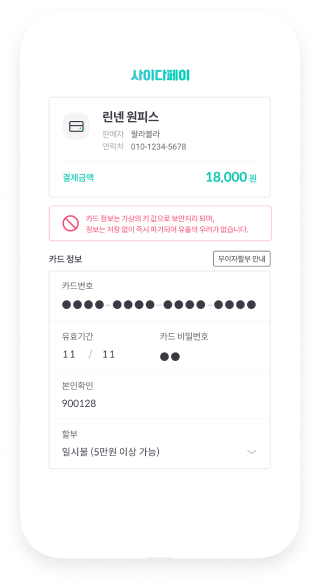 사이다페이
린넨 원피스
판매자 랄라블라
연락처 010-1234-5678
결제금액 18,000 원
카드 정보는 가상의 키 값으로 보안처리 되며,
정보는 저장 없이 즉시 파기되어 유출의 우려가 없습니다.
카드 정보 무이자할부 안내
카드번호
●●●●-●●●●-●●●●-●●●●
유효기간 카드 비밀번호
11 / 11 ●●
본인확인
900128
할부
일시불 (5만원 이상 가능)